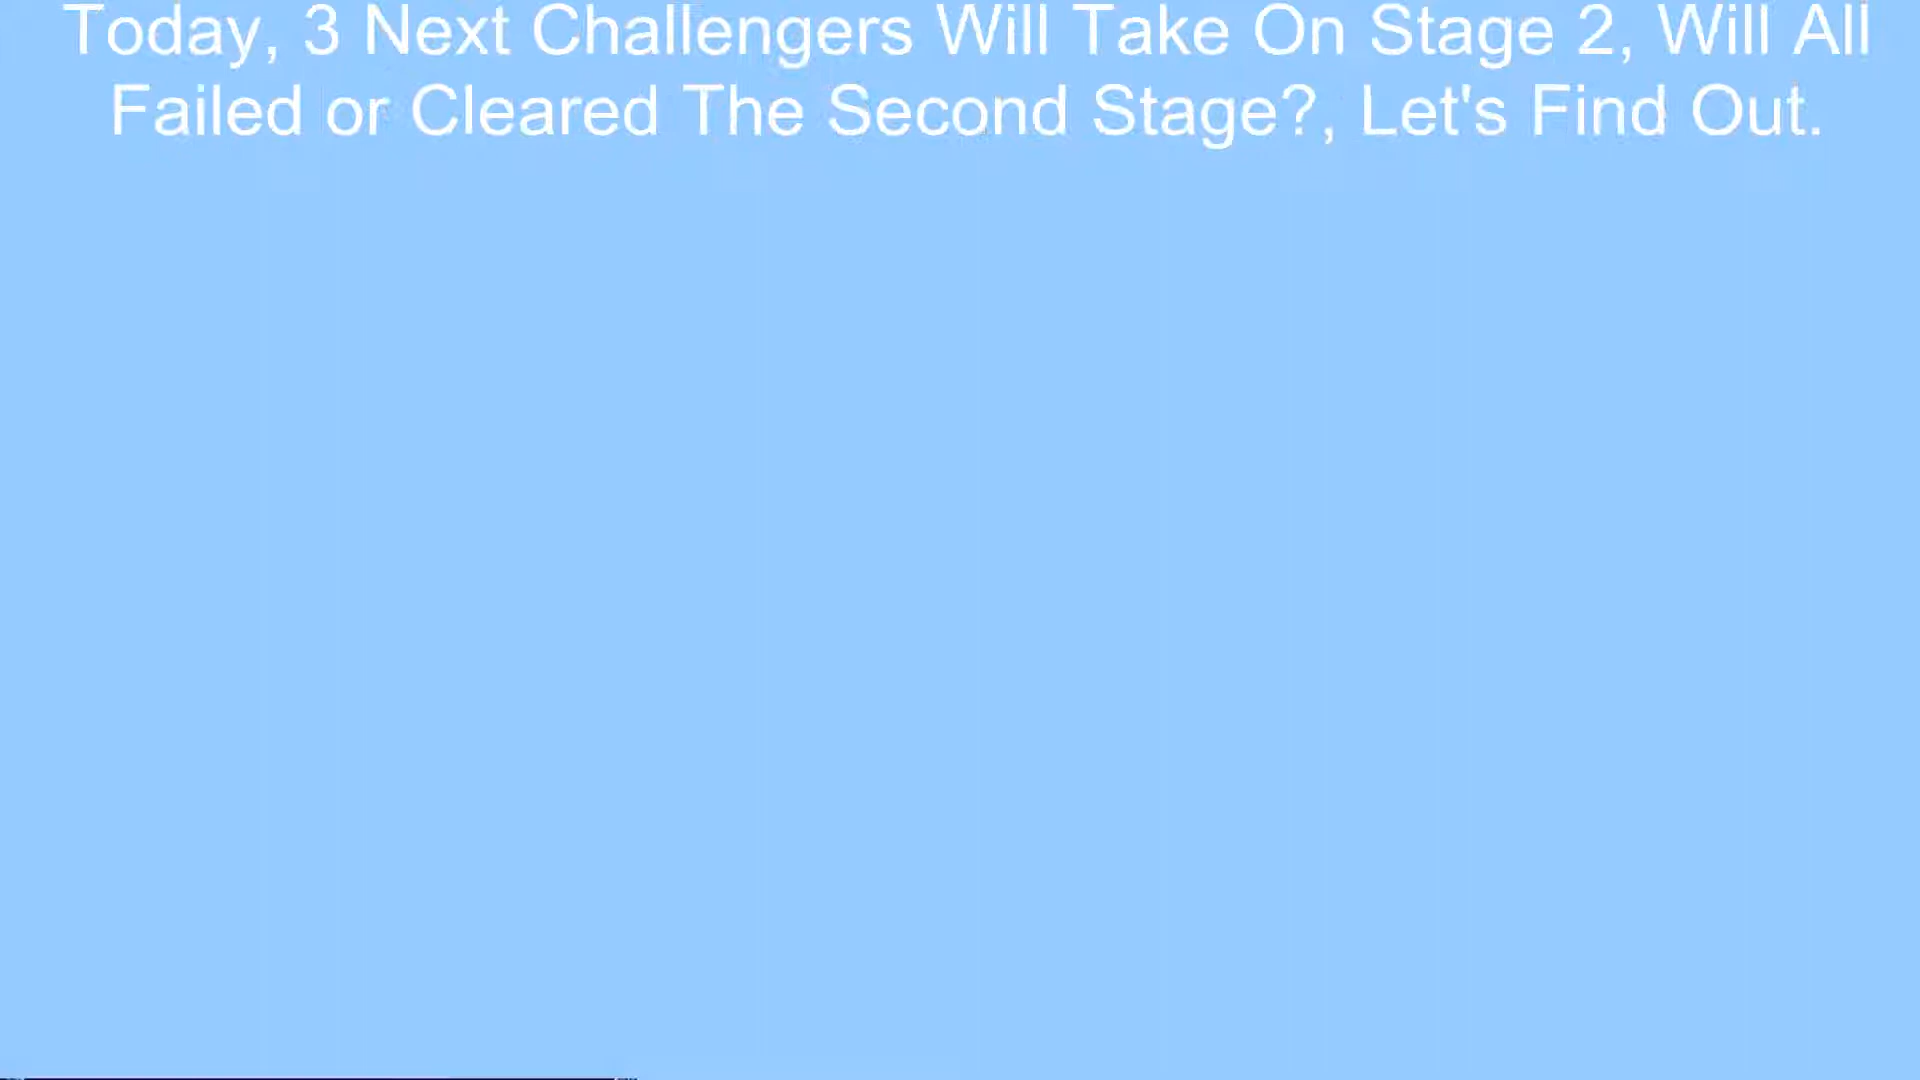 Today, 3 Next Challengers Will Take On Stage 2, Will All
Failed or Cleared The Second Stage?, Let's Find Out.